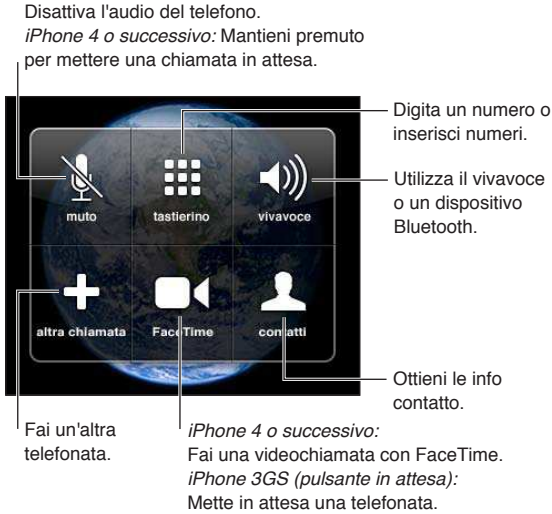 Disattiva l'audio del telefono.
iPhone 4 o successivo: Mantieni premuto
per mettere una chiamata in attesa.
Digita un numero o
inserisci numeri.
muto
tastierino
vivavoce
Utilizza il vivavoce
o un dispositivo
Bluetooth.
altra chiamata
FaceTime
contatti
Ottieni le info
contatto.
Fai un'altra
telefonata.
iPhone 4 o successivo:
Fai una videochiamata con FaceTime.
iPhone 3GS (pulsante in attesa):
Mette in attesa una telefonata.